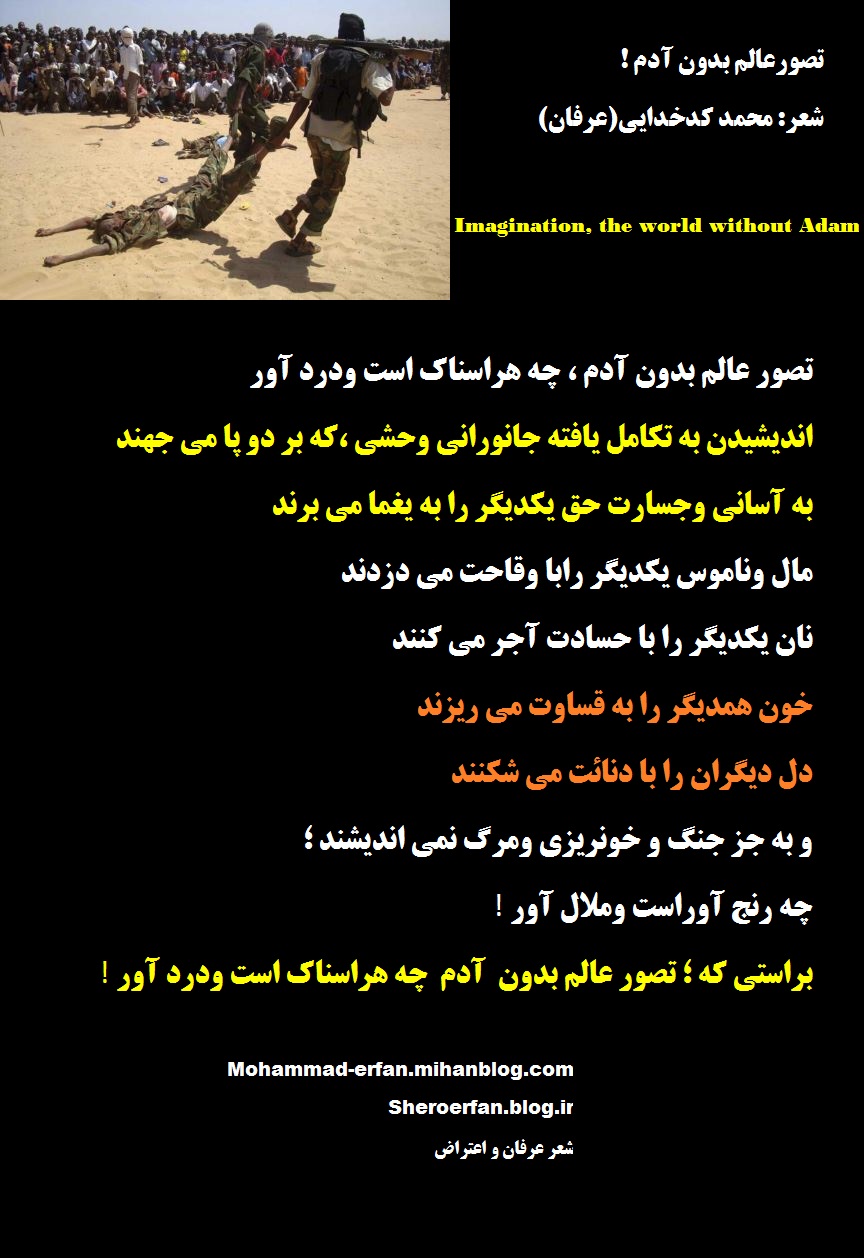 تصورعالم بدون آدم !
شعر: محمد کدخدایی(عرفان)
Imagination, the world without Adam
تصور عالم بدون آدم ، چه هراسناک است ودرد آور
اندیشیدن به تکامل یافته جانورانی وحشی ،که بر دو پا می جهند
به آسانی وجسارت حق یکدیگر را به یغما می برند
مال وناموس یکدیگر رابا وقاحت می دزدند
نان یکدیگر را با حسادت آجر می کنند
خون همدیگر را به قساوت می ریزند
دل دیگران را با دنائت می شکنند
و به جز جنگ و خونریزی ومرگ نمی اندیشند ؛
چه رنج آوراست وملال آور !
براستی که ؛ تصور عالم بدون آدم چه هراسناک است ودرد آور !
Mohammad-erfan.mihanblog.com
Sheroerfan.blog.ir
شعر عرفان و اعتراض